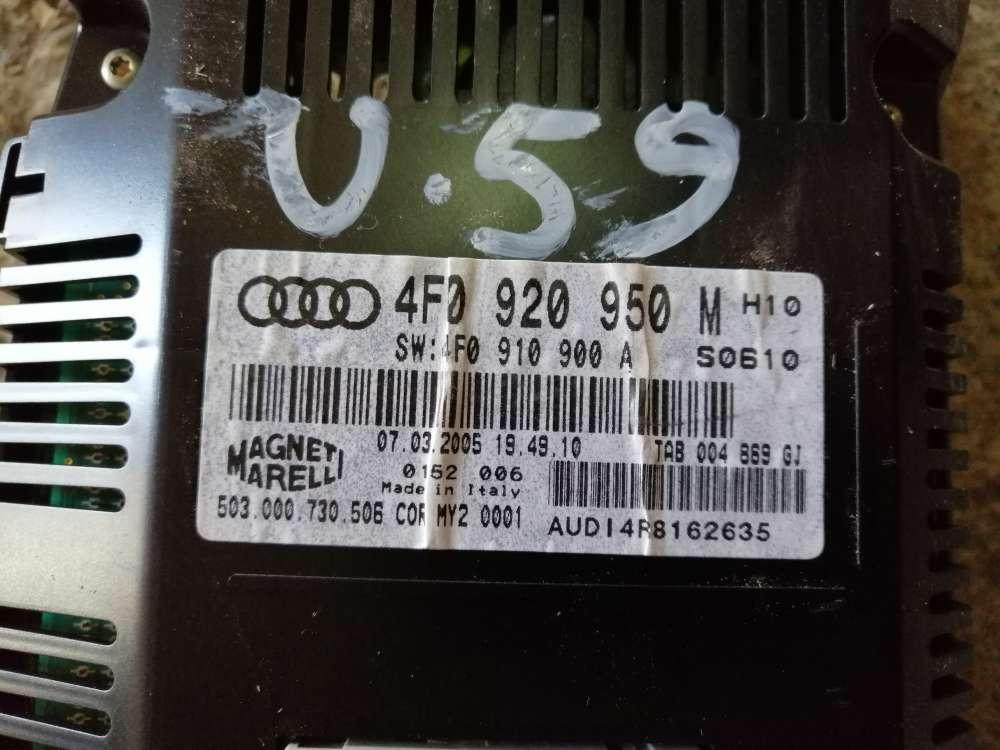 V.59
4F0 920 950 M H10
SW:4F0 910 900 A S0610
07.03.2005 19.49.10 TAB 004 869 GJ
MAGNETI MARELLI
0152 006
Made in Italy
503.000.730.506 COR MY2 0001
AUDI4R8162635